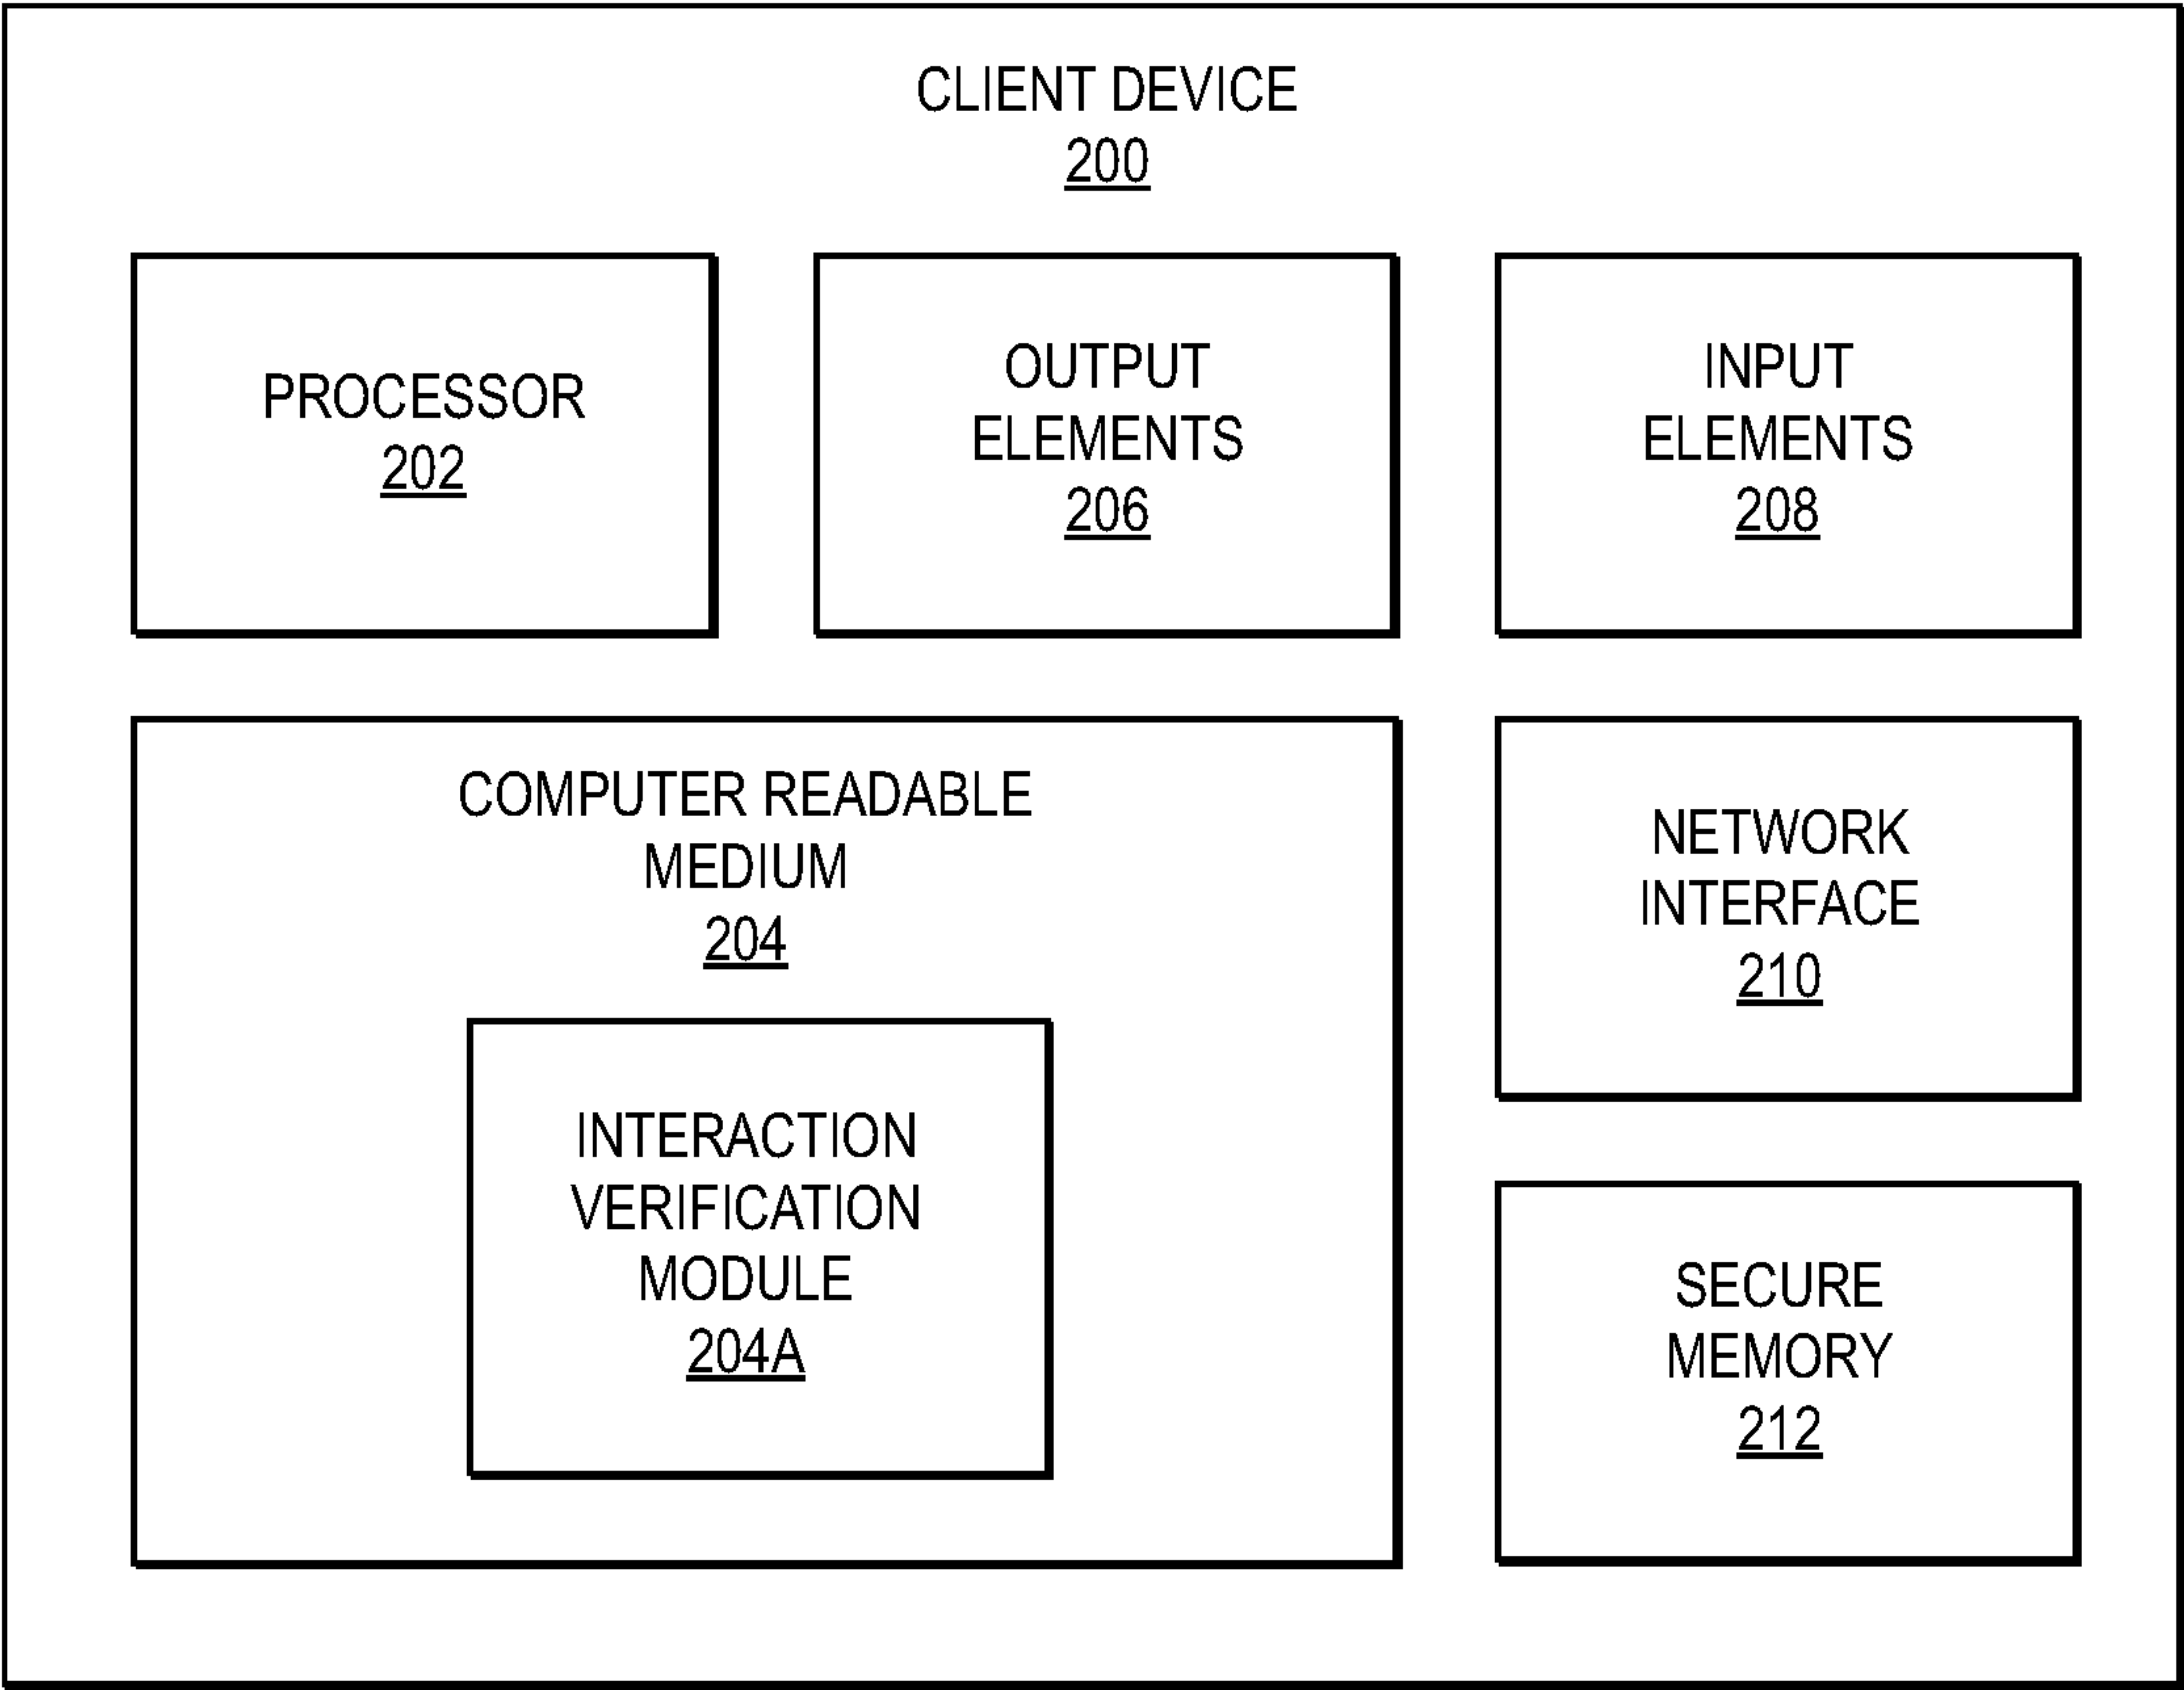 CLIENT DEVICE
200
PROCESSOR
202
OUTPUT
ELEMENTS
206
INPUT
ELEMENTS
208
COMPUTER READABLE
MEDIUM
204
INTERACTION
VERIFICATION
MODULE
204A
NETWORK
INTERFACE
210
SECURE
MEMORY
212